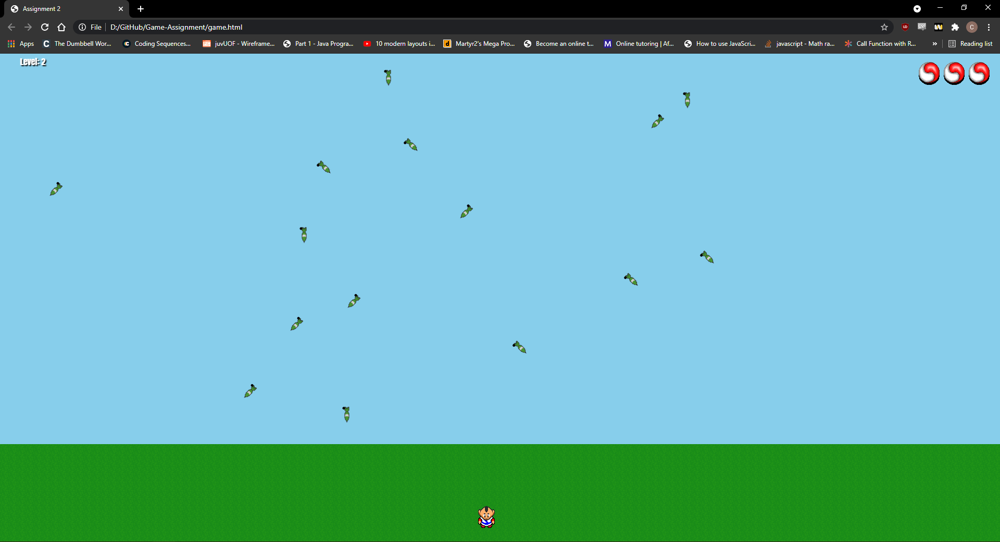 Assignment 2
File D:/GitHub/Game-Assignment/game.html
Apps The Dumbbell Wor... Coding Sequences... juvUOF - Wireframe... Part 1 - Java Progra... 10 modern layouts i... Martyr2's Mega Pro... Become an online t... Online tutoring | Af... How to use JavaScri... javascript - Math ra... Call Function with R... » Reading list
Level: 2